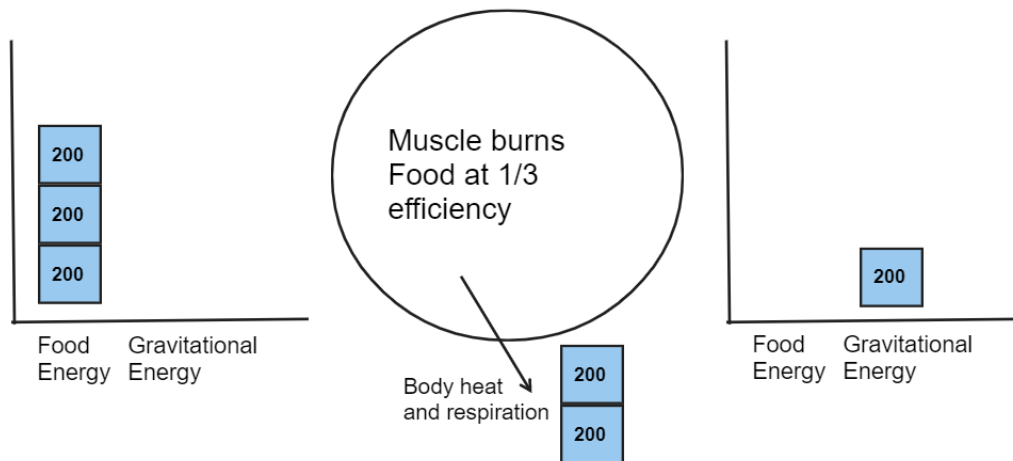 200
200
200
Food
Energy
Gravitational
Energy
Muscle burns
Food at 1/3
efficiency
Body heat
and respiration
200
200
200
Food
Energy
Gravitational
Energy